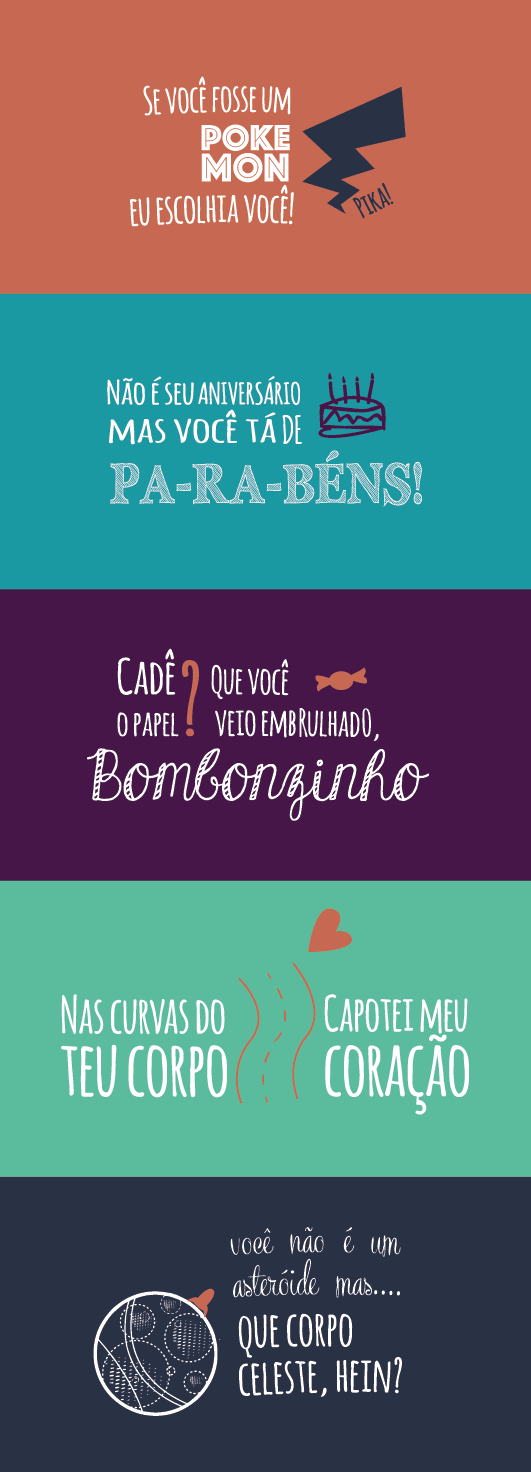 Se você fosse um
POKE
MON
eu escolhia você!
PIKA!
Não é seu aniversário
mas você tá de
PA-RA-BÉNS!
Cadê
o papel?
Que você
veio embrulhado,
Bombonzinho
Nas curvas do
teu corpo
Capotei meu
coração
você não é um
asteróide mas....
que corpo
celeste, hein?